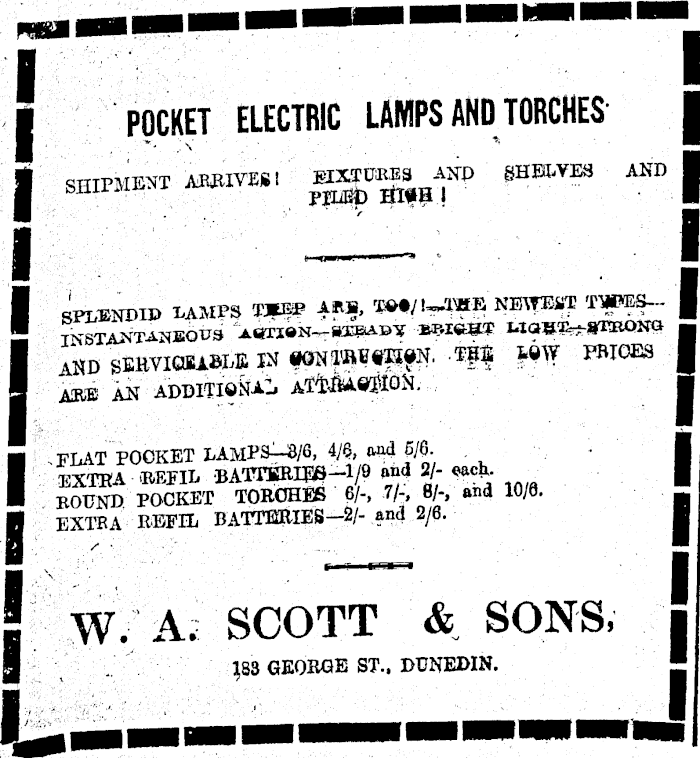 POCKET ELECTRIC LAMPS AND TORCHES
SHIPMENT ARRIVES! FIXTURES AND SHELVES AND
PILED HIGH!
SPLENDID LAMPS THEP ARE, TOO/!—THE NEWEST TYPES—
INSTANTANEOUS ACTION—STEADY BRIGHT LIGHT—STRONG
AND SERVICEABLE IN CONTRUCTION. THE LOW PRICES
ARE AN ADDITIONAL ATTRACTION.
FLAT POCKET LAMPS—3/6, 4/6, and 5/6.
EXTRA REFIL BATTERIES—1/9 and 2/- each.
ROUND POCKET TORCHES 6/-, 7/-, 8/-, and 10/6.
EXTRA REFIL BATTERIES—2/- and 2/6.
W. A. SCOTT & SONS,
183 GEORGE ST., DUNEDIN.